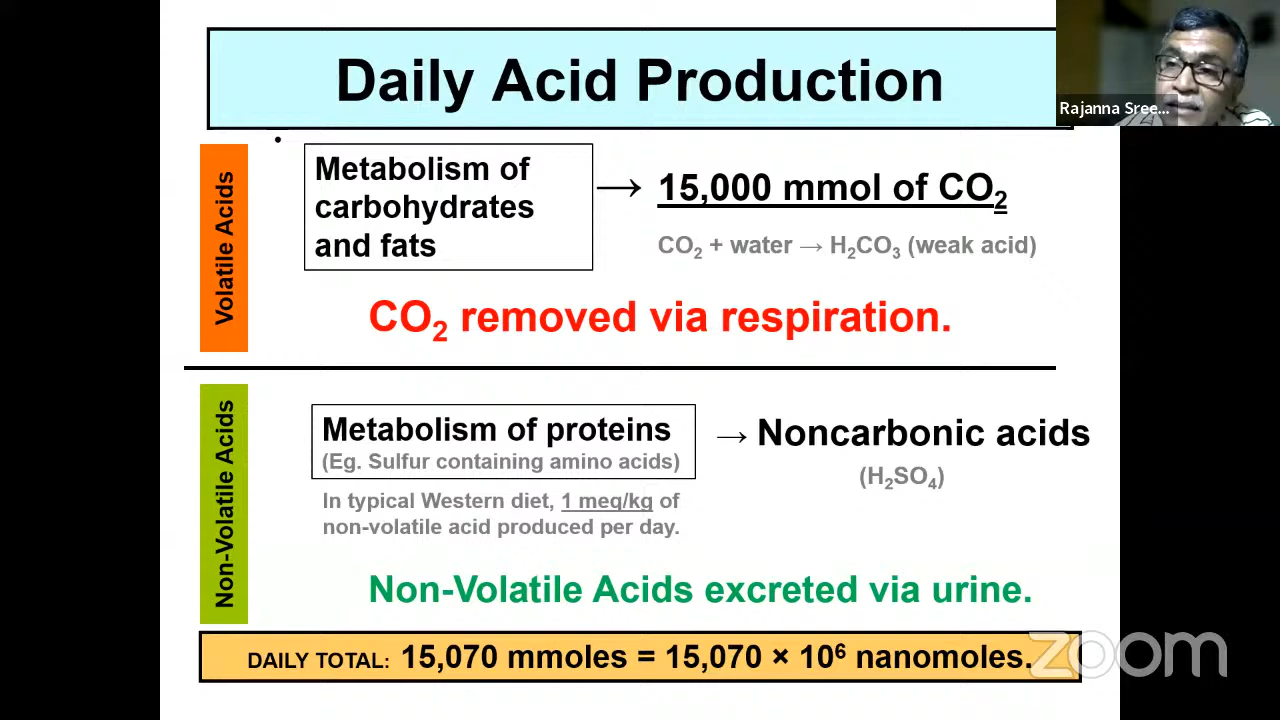 Daily Acid Production
Rajanna Sree...
Volatile Acids
Metabolism of
carbohydrates
and fats
→ 15,000 mmol of CO₂
CO₂ + water → H₂CO₃ (weak acid)
CO₂ removed via respiration.
Non-Volatile Acids
Metabolism of proteins
(Eg. Sulfur containing amino acids)
→ Noncarbonic acids
(H₂SO₄)
In typical Western diet, 1 meq/kg of
non-volatile acid produced per day.
Non-Volatile Acids excreted via urine.
DAILY TOTAL: 15,070 mmoles = 15,070 × 10⁶ nanomoles.
zoom